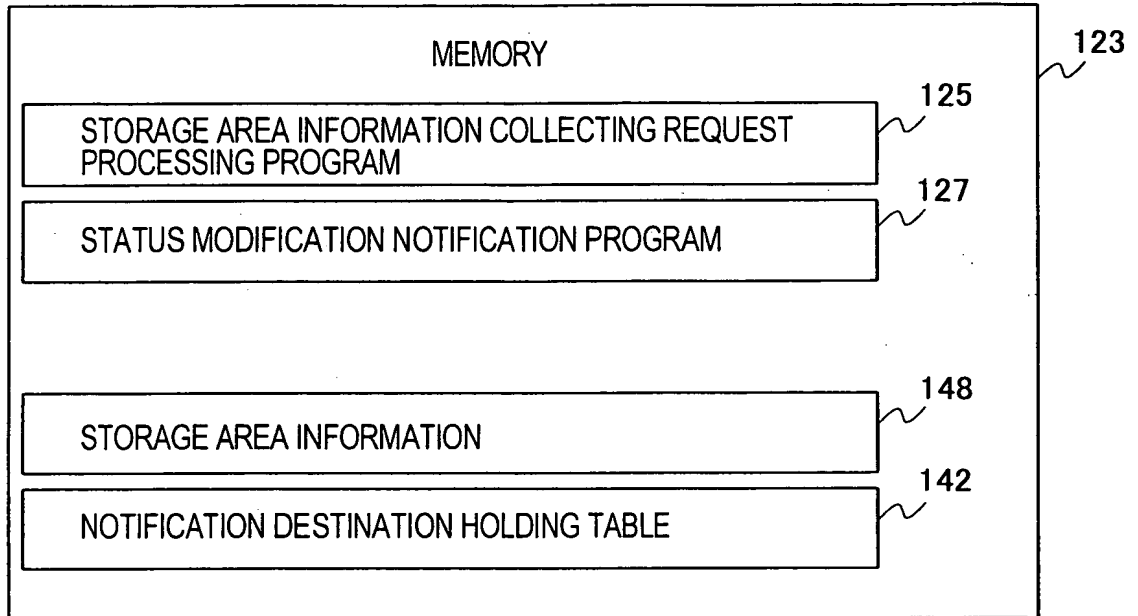 MEMORY
123
125
STORAGE AREA INFORMATION COLLECTING REQUEST
PROCESSING PROGRAM
127
STATUS MODIFICATION NOTIFICATION PROGRAM
148
STORAGE AREA INFORMATION
142
NOTIFICATION DESTINATION HOLDING TABLE